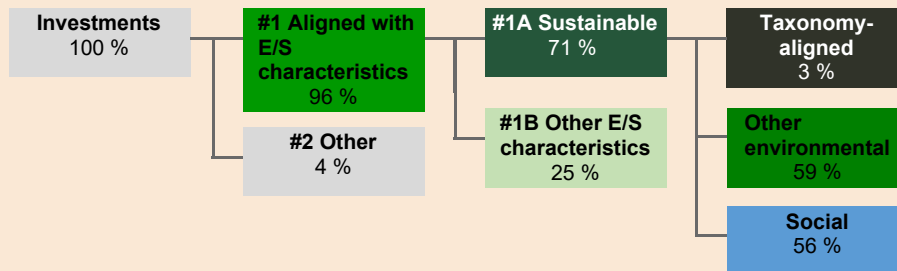 Investments
100 %
#1 Aligned with
E/S
characteristics
96 %
#2 Other
4 %
#1A Sustainable
71 %
#1B Other E/S
characteristics
25 %
Taxonomy-
aligned
3 %
Other
environmental
59 %
Social
56 %